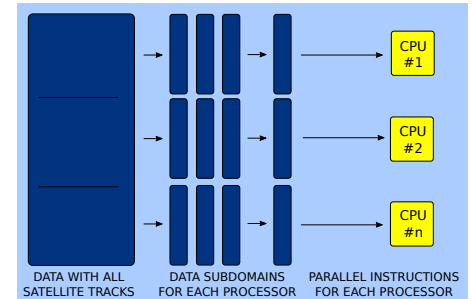 CPU
#1
CPU
#2
CPU
#n
DATA WITH ALL
SATELLITE TRACKS
DATA SUBDOMAINS
FOR EACH PROCESSOR
PARALLEL INSTRUCTIONS
FOR EACH PROCESSOR